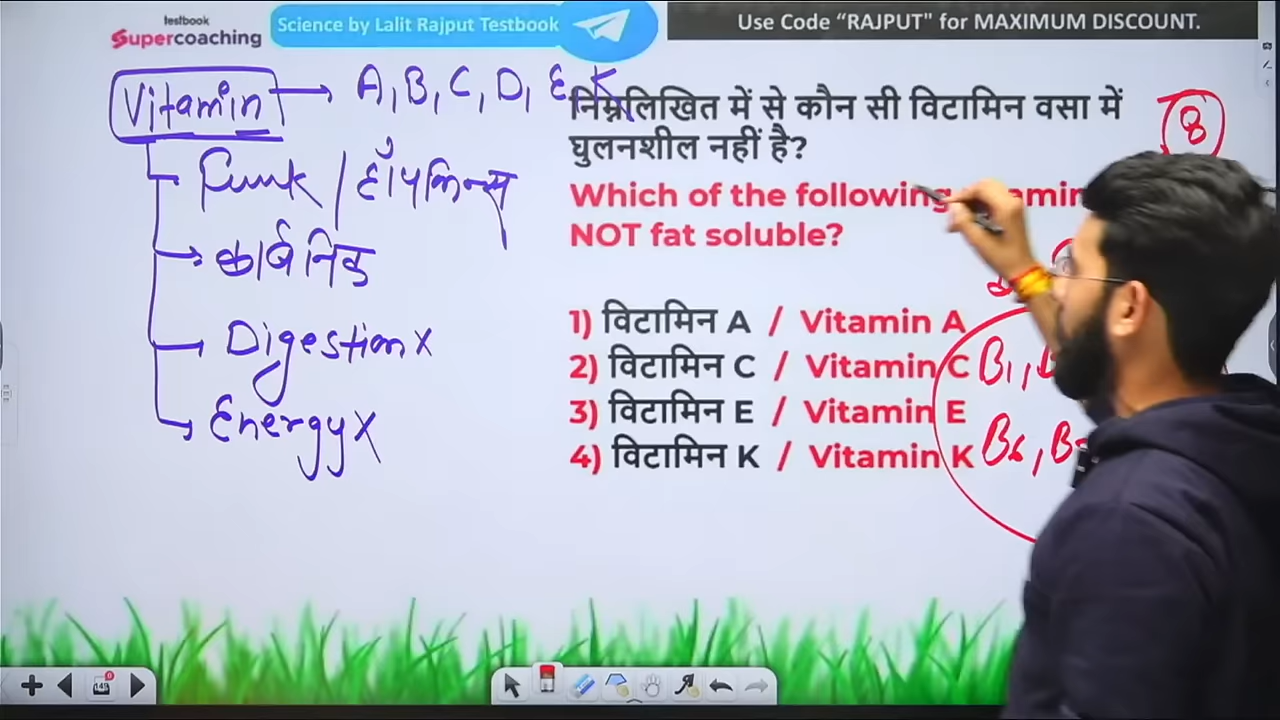 testbook
Supercoaching
Science by Lalit Rajput Testbook
Use Code “RAJPUT" for MAXIMUM DISCOUNT.
Vitamin → A, B, C, D, E, K
Funk / हॉपकिन्स
कार्बनिक
Digestion x
Energy x
निम्नलिखित में से कौन सी विटामिन वसा में
घुलनशील नहीं है?
8
Which of the following
NOT fat soluble?
1) विटामिन A / Vitamin A
2) विटामिन C / Vitamin C
3) विटामिन E / Vitamin E
4) विटामिन K / Vitamin K
B1,
B6,
149